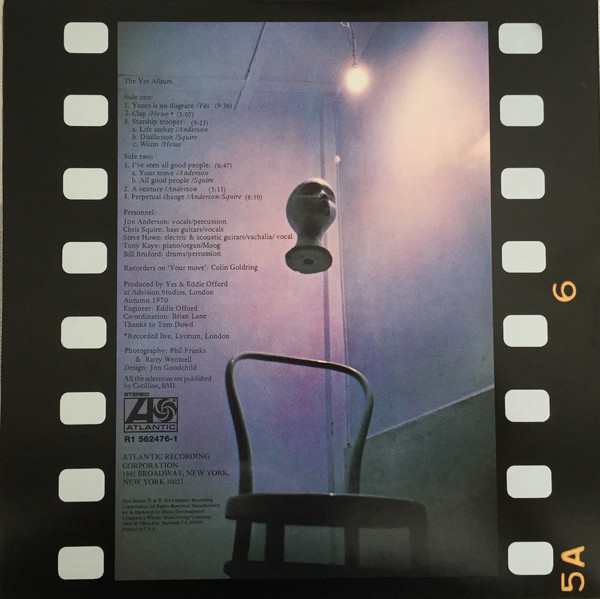 The Yes Album
Side one:
1. Yours is no disgrace /Yes (9:36)
2. Clap /Howe * (3:07)
3. Starship trooper: (9:23)
a. Life seeker /Anderson
b. Disillusion /Squire
c. Würm /Howe
Side two:
1. I've seen all good people: (6:47)
a. Your move /Anderson
b. All good people /Squire
2. A venture /Anderson (3:13)
3. Perpetual change /Anderson/Squire (8:50)
Personnel:
Jon Anderson: vocals/percussion
Chris Squire: bass guitars/vocals
Steve Howe: electric & acoustic guitars/vachalia/ vocal
Tony Kaye: piano/organ/Moog
Bill Bruford: drums/percussion
Recorders on 'Your move': Colin Goldring
Produced by Yes & Eddie Offord
at Advision Studios, London
Autumn 1970
Engineer: Eddie Offord
Co-ordination: Brian Lane
Thanks to Tom Dowd
*Recorded live, Lyceum, London
Photography: Phil Franks
& Barry Wentzell
Design: Jon Goodchild
All the selections are published
by Cotillion, BMI
STEREO
ATLANTIC
R1 562476-1
ATLANTIC RECORDING
CORPORATION
1841 BROADWAY, NEW YORK,
NEW YORK 10023
6
5A